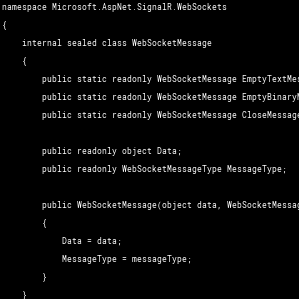 namespace Microsoft.AspNet.SignalR.WebSockets
{
internal sealed class WebSocketMessage
{
public static readonly WebSocketMessage EmptyTextMes
public static readonly WebSocketMessage EmptyBinaryM
public static readonly WebSocketMessage CloseMessage
public readonly object Data;
public readonly WebSocketMessageType MessageType;
public WebSocketMessage(object data, WebSocketMessag
{
Data = data;
MessageType = messageType;
}
}